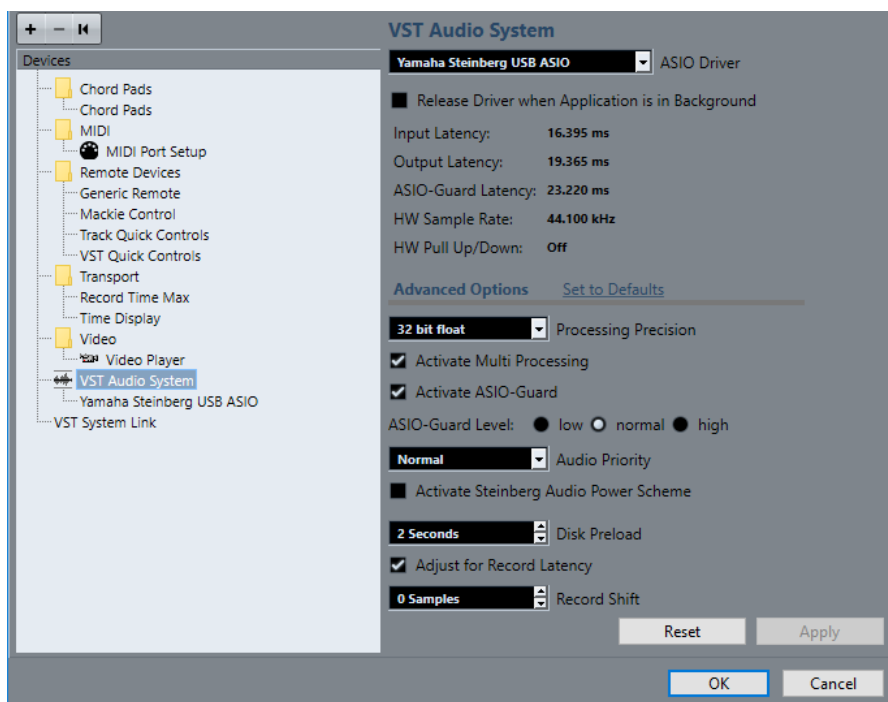 VST Audio System
Devices
Chord Pads
Chord Pads
MIDI
MIDI Port Setup
Remote Devices
Generic Remote
Mackie Control
Track Quick Controls
VST Quick Controls
Transport
Record Time Max
Time Display
Video
Video Player
VST Audio System
Yamaha Steinberg USB ASIO
VST System Link
Yamaha Steinberg USB ASIO ASIO Driver
Release Driver when Application is in Background
Input Latency: 16.395 ms
Output Latency: 19.365 ms
ASIO-Guard Latency: 23.220 ms
HW Sample Rate: 44.100 kHz
HW Pull Up/Down: Off
Advanced Options Set to Defaults
32 bit float Processing Precision
Activate Multi Processing
Activate ASIO-Guard
ASIO-Guard Level: low normal high
Normal Audio Priority
Activate Steinberg Audio Power Scheme
2 Seconds Disk Preload
Adjust for Record Latency
0 Samples Record Shift
Reset Apply
OK Cancel